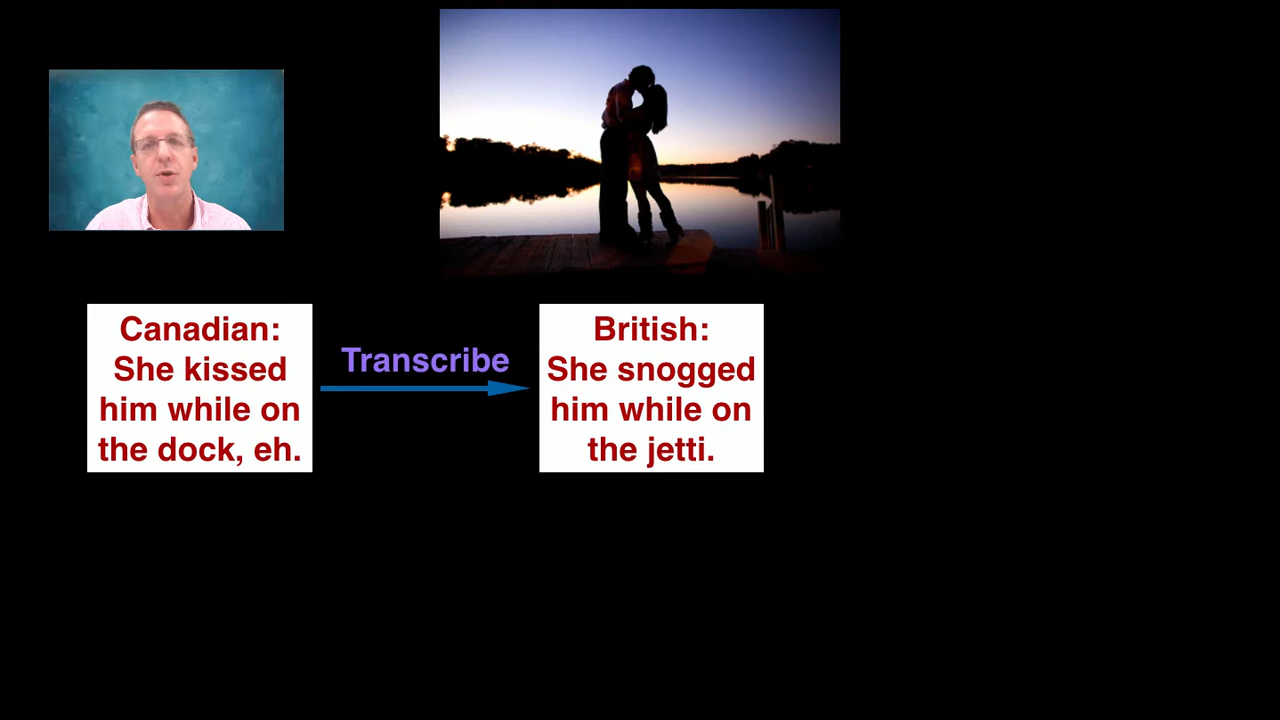 Canadian:
She kissed
him while on
the dock, eh.
Transcribe
British:
She snogged
him while on
the jetti.